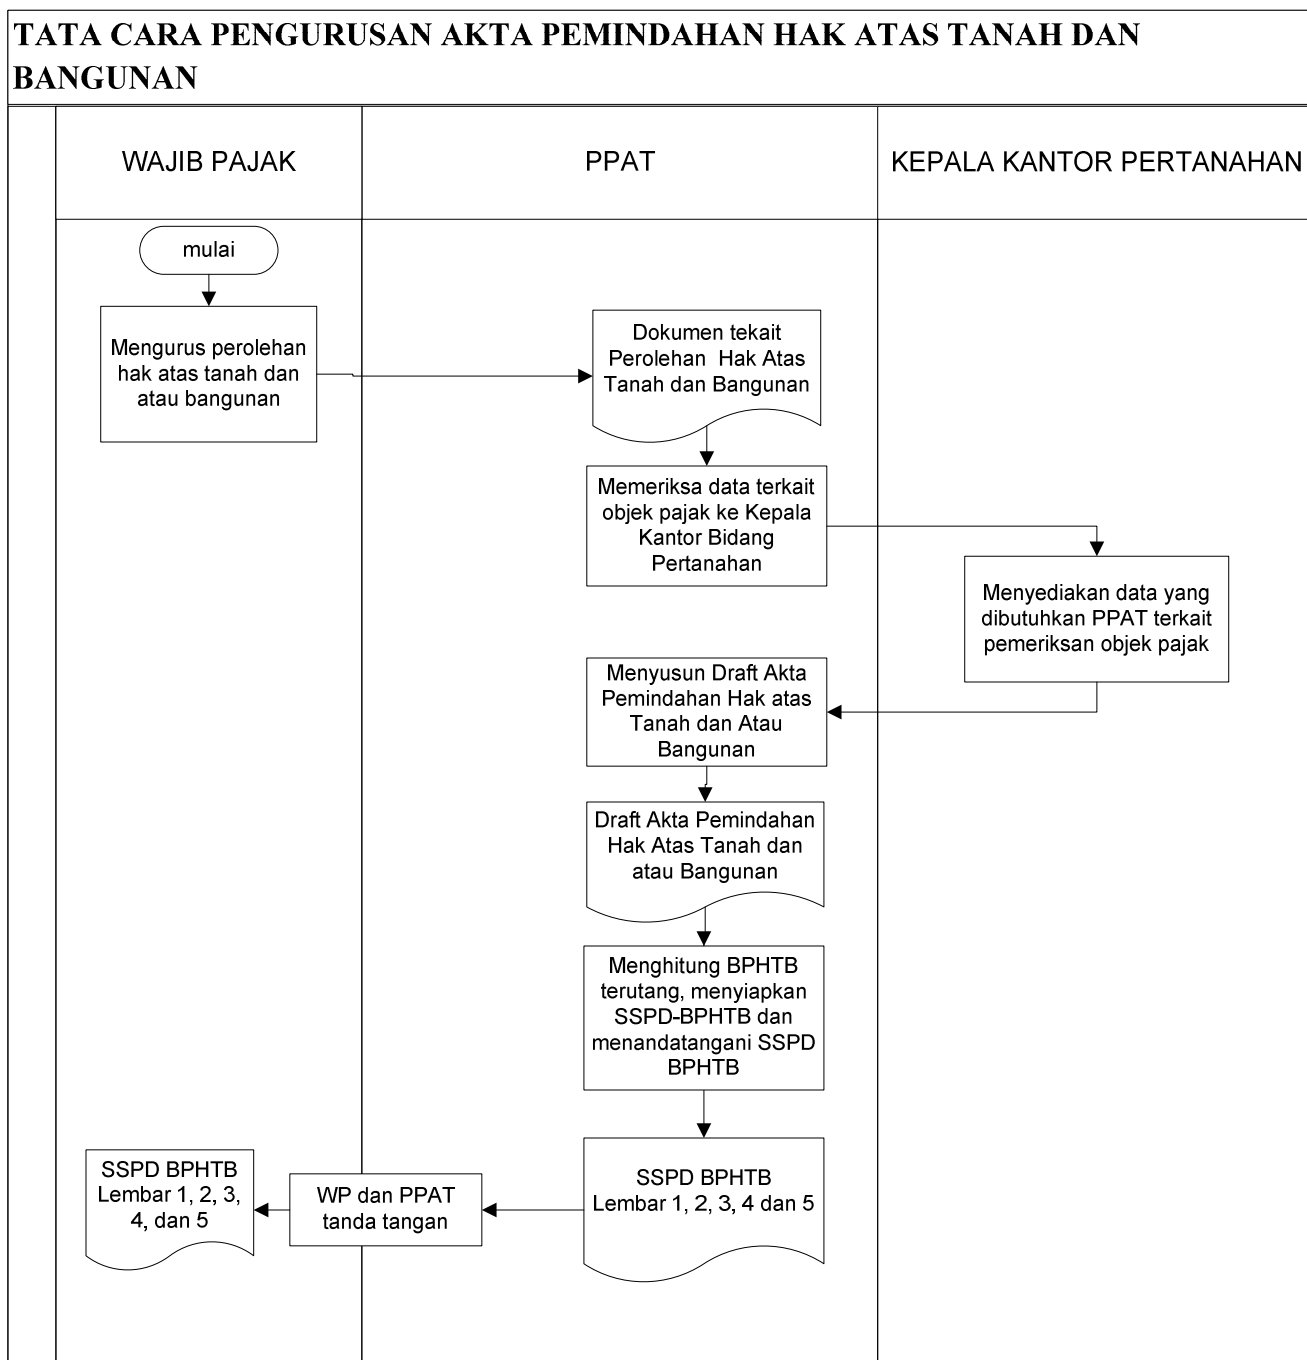 TATA CARA PENGURUSAN AKTA PEMINDAHAN HAK ATAS TANAH DAN
BANGUNAN
WAJIB PAJAK
PPAT
KEPALA KANTOR PERTANAHAN
mulai
Mengurus perolehan
hak atas tanah dan
atau bangunan
Dokumen tekait
Perolehan Hak Atas
Tanah dan Bangunan
Memeriksa data terkait
objek pajak ke Kepala
Kantor Bidang
Pertanahan
Menyediakan data yang
dibutuhkan PPAT terkait
pemeriksan objek pajak
Menyusun Draft Akta
Pemindahan Hak atas
Tanah dan Atau
Bangunan
Draft Akta Pemindahan
Hak Atas Tanah dan
atau Bangunan
Menghitung BPHTB
terutang, menyiapkan
SSPD-BPHTB dan
menandatangani SSPD
BPHTB
SSPD BPHTB
Lembar 1, 2, 3, 4 dan 5
WP dan PPAT
tanda tangan
SSPD BPHTB
Lembar 1, 2, 3,
4, dan 5